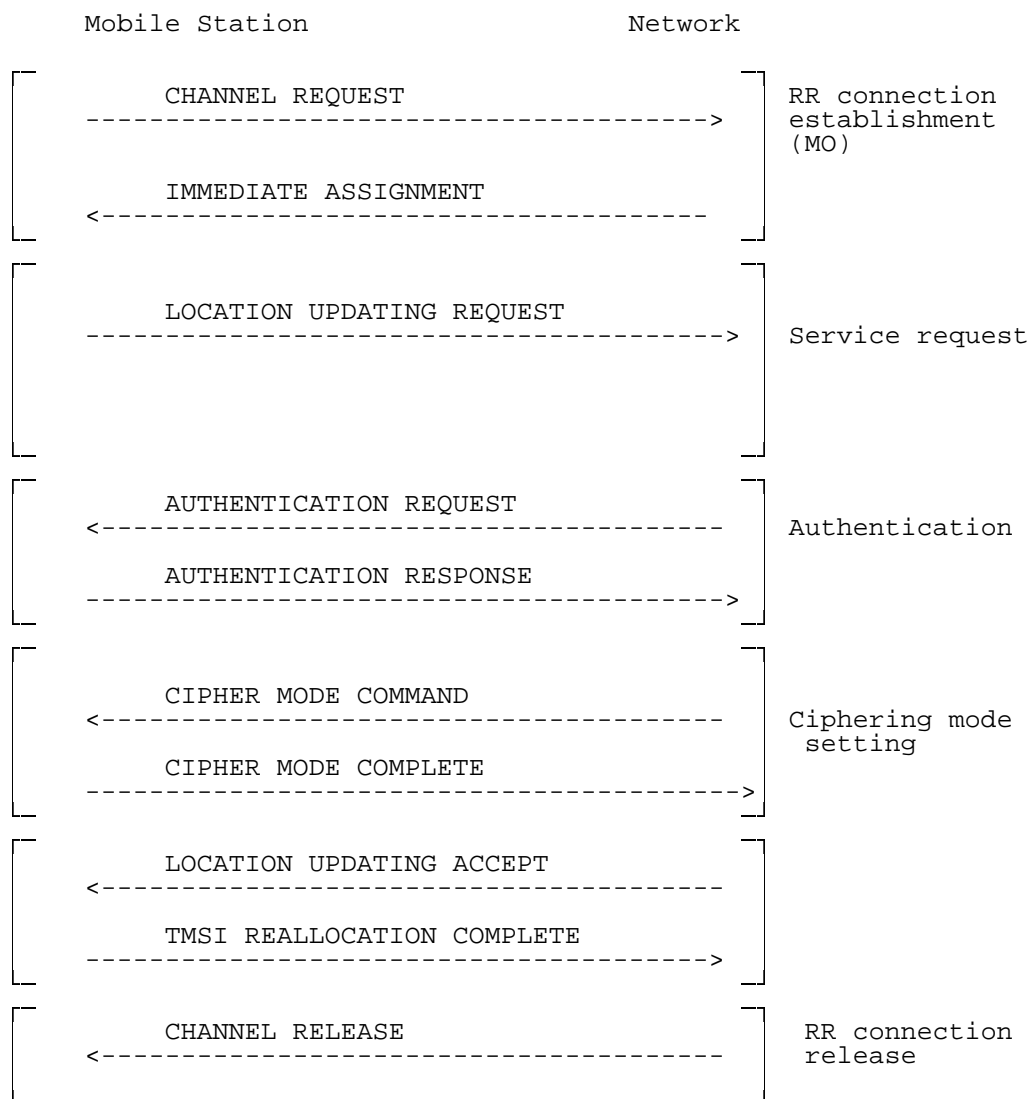 Mobile Station Network
CHANNEL REQUEST
RR connection
establishment
(MO)
IMMEDIATE ASSIGNMENT
LOCATION UPDATING REQUEST
Service request
AUTHENTICATION REQUEST
Authentication
AUTHENTICATION RESPONSE
CIPHER MODE COMMAND
Ciphering mode
setting
CIPHER MODE COMPLETE
LOCATION UPDATING ACCEPT
TMSI REALLOCATION COMPLETE
CHANNEL RELEASE
RR connection
release